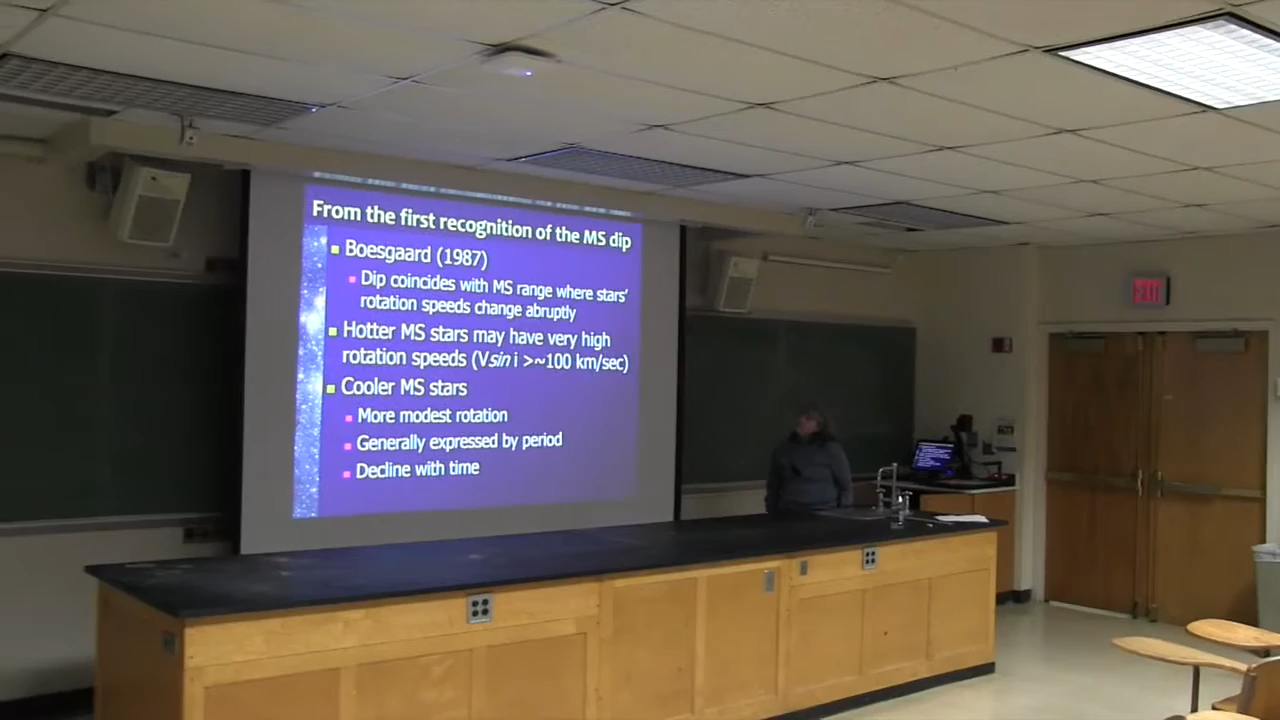 From the first recognition of the MS dip
Boesgaard (1987)
Dip coincides with MS range where stars'
rotation speeds change abruptly
Hotter MS stars may have very high
rotation speeds (Vsin i >~100 km/sec)
Cooler MS stars
More modest rotation
Generally expressed by period
Decline with time
EXIT